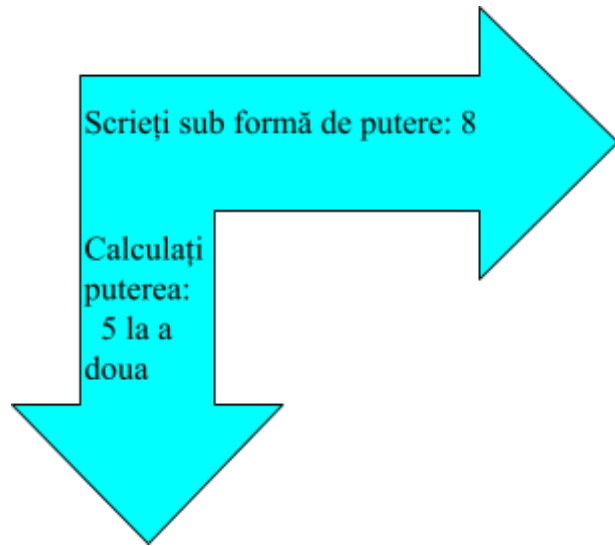 Scrieți sub formă de putere: 8
Calculați
puterea:
5 la a
doua